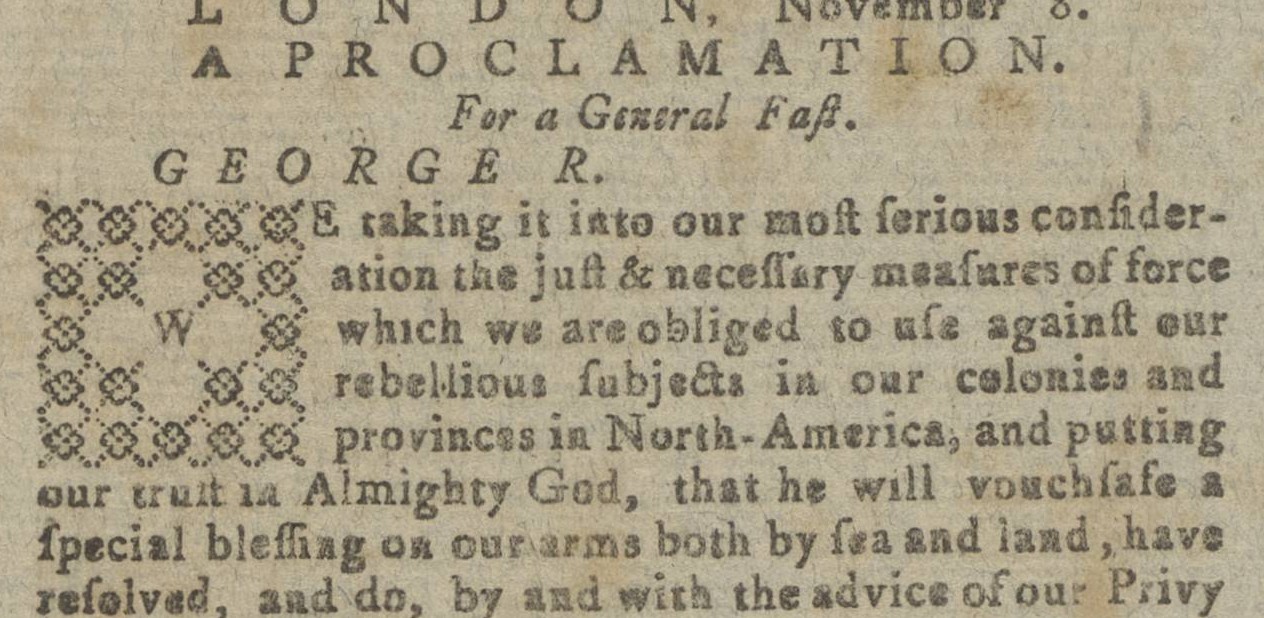 LONDON, November 8.
A PROCLAMATION.
For a General Faſt.
GEORGE R.
WE taking it into our moſt ſerious conſider-
ation the juſt & neceſſary meaſures of force
which we are obliged to uſe againſt our
rebellious ſubjects in our colonies and
provinces in North-America, and putting
our truſt in Almighty God, that he will vouchſafe a
ſpecial bleſſing on our arms both by ſea and land, have
reſolved, and do, by and with the advice of our Privy